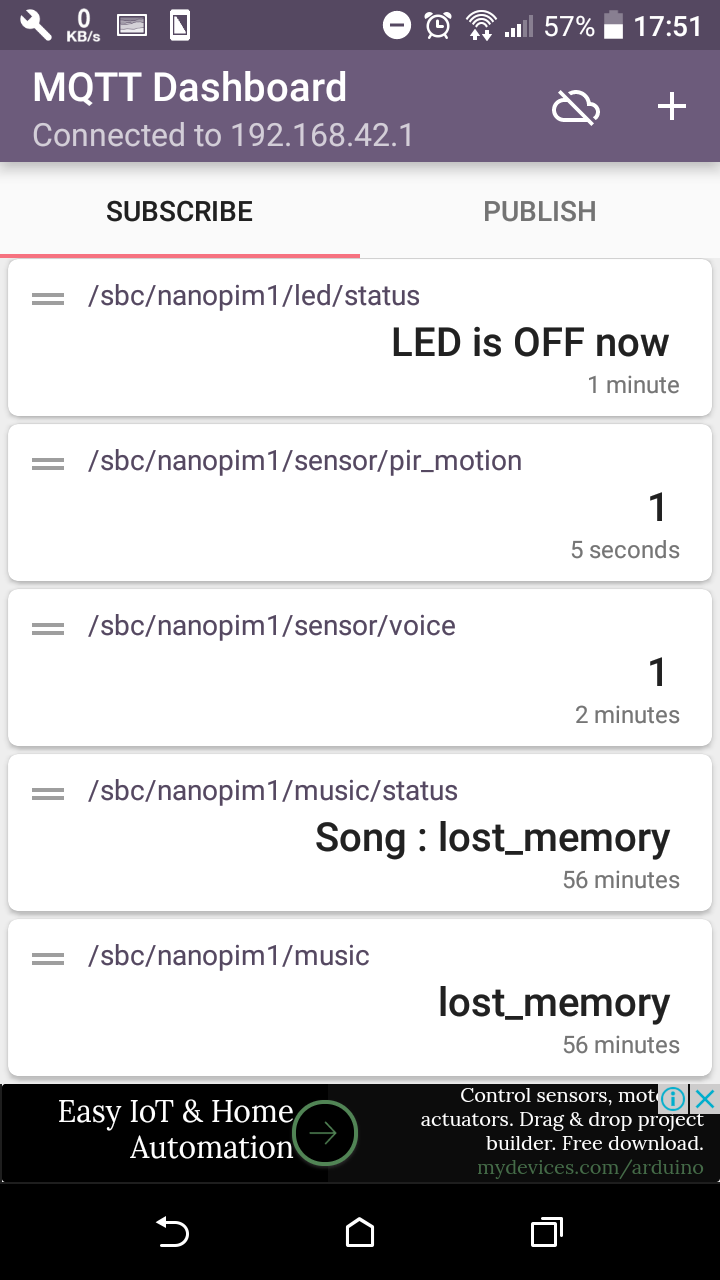 0
KB/s
57%
17:51
MQTT Dashboard
Connected to 192.168.42.1
SUBSCRIBE
PUBLISH
/sbc/nanopim1/led/status
LED is OFF now
1 minute
/sbc/nanopim1/sensor/pir_motion
1
5 seconds
/sbc/nanopim1/sensor/voice
1
2 minutes
/sbc/nanopim1/music/status
Song : lost_memory
56 minutes
/sbc/nanopim1/music
lost_memory
56 minutes
Easy IoT & Home
Automation
Control sensors,
actuators. Drag & drop project
builder. Free download.
mydevices.com/arduino